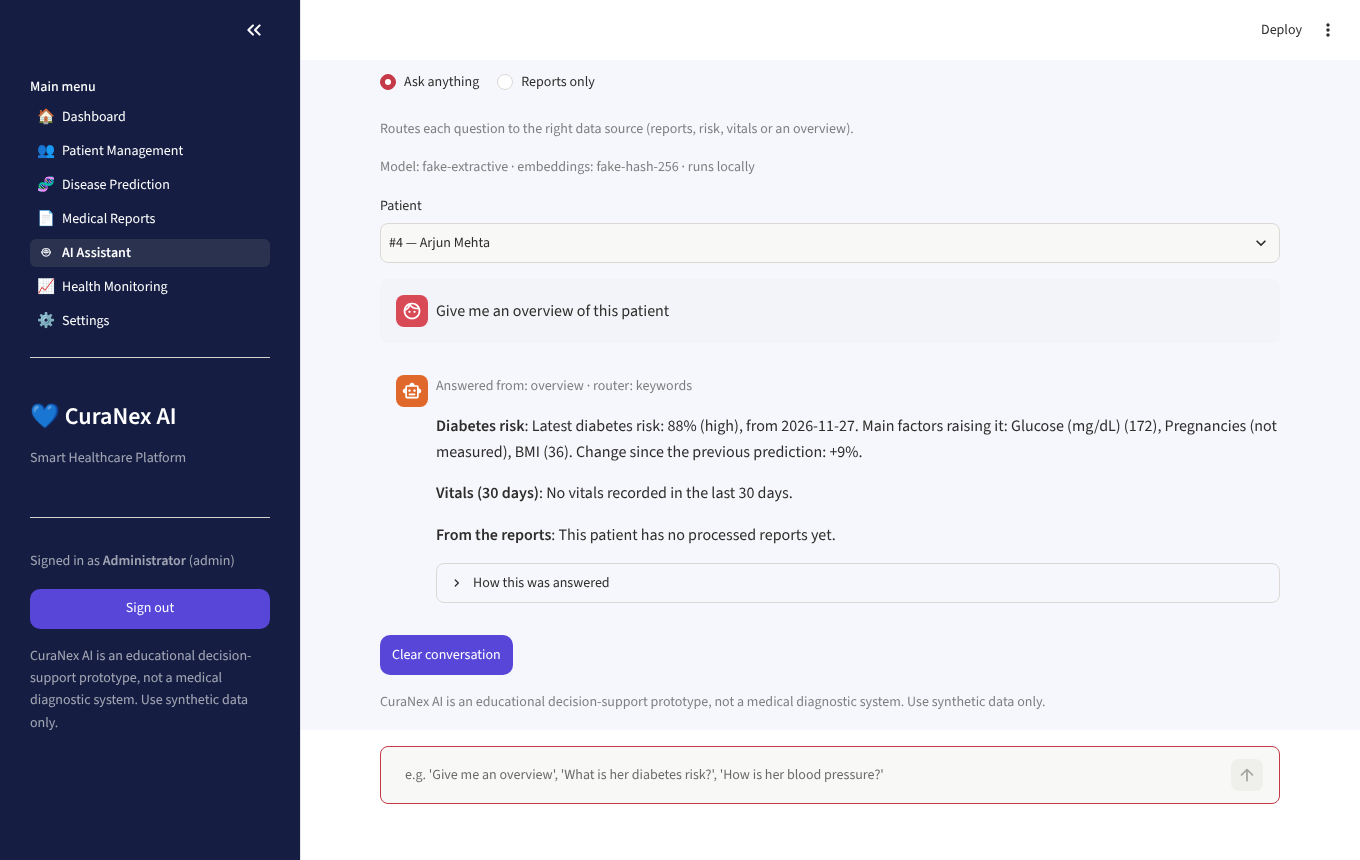 Deploy
Main menu
🏠 Dashboard
👥 Patient Management
🧬 Disease Prediction
📄 Medical Reports
AI Assistant
📈 Health Monitoring
⚙️ Settings
💙 CuraNex AI
Smart Healthcare Platform
Signed in as Administrator (admin)
Sign out
CuraNex AI is an educational decision-
support prototype, not a medical
diagnostic system. Use synthetic data
only.
Ask anything Reports only
Routes each question to the right data source (reports, risk, vitals or an overview).
Model: fake-extractive · embeddings: fake-hash-256 · runs locally
Patient
#4 — Arjun Mehta
Give me an overview of this patient
Answered from: overview · router: keywords
Diabetes risk: Latest diabetes risk: 88% (high), from 2026-11-27. Main factors raising it: Glucose (mg/dL) (172), Pregnancies (not
measured), BMI (36). Change since the previous prediction: +9%.
Vitals (30 days): No vitals recorded in the last 30 days.
From the reports: This patient has no processed reports yet.
How this was answered
Clear conversation
CuraNex AI is an educational decision-support prototype, not a medical diagnostic system. Use synthetic data only.
e.g. 'Give me an overview', 'What is her diabetes risk?', 'How is her blood pressure?'